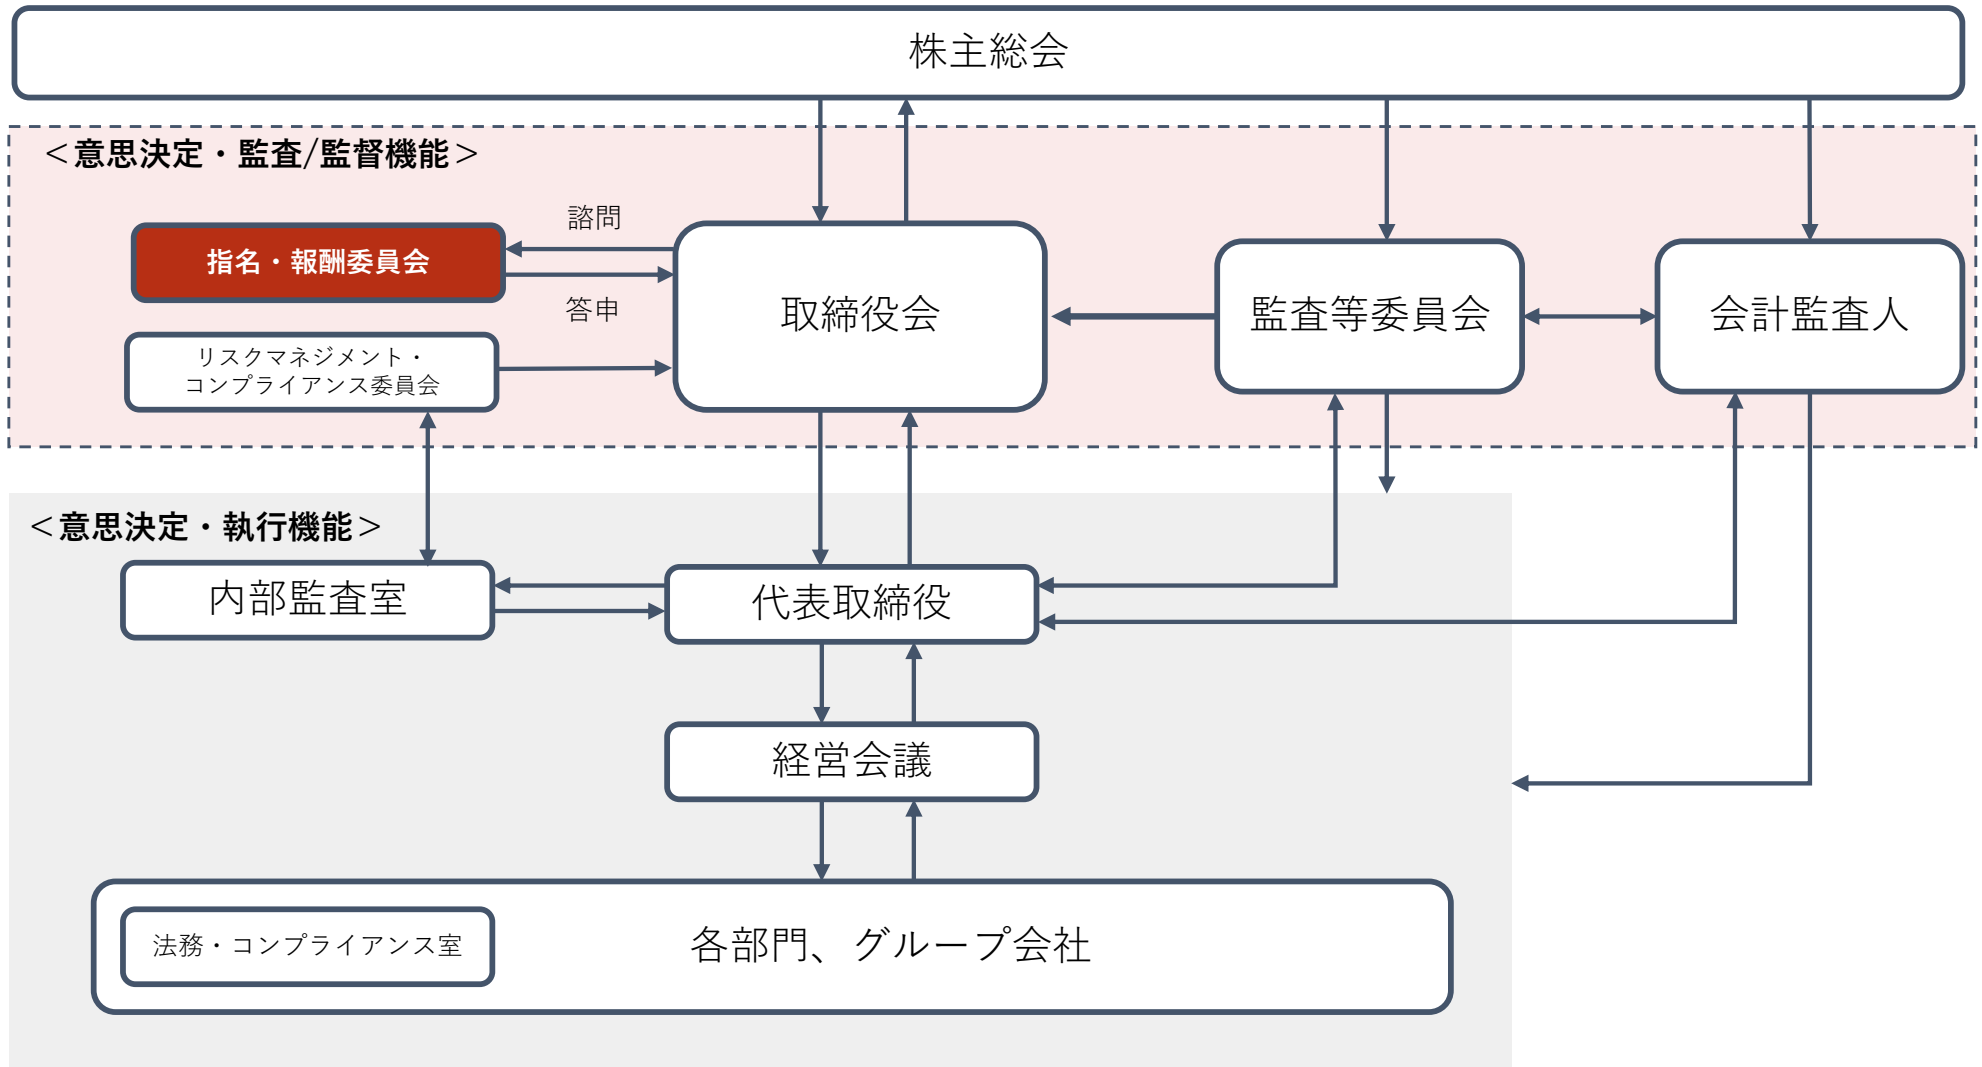 株主総会
＜意思決定・監査/監督機能＞
諮問
指名・報酬委員会
答申
取締役会
監査等委員会
会計監査人
リスクマネジメント・
コンプライアンス委員会
＜意思決定・執行機能＞
内部監査室
代表取締役
経営会議
法務・コンプライアンス室
各部門、グループ会社